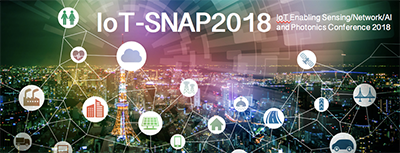 IoT-SNAP2018
IoT Enabling Sensing/Network/AI
and Photonics Conference 2018